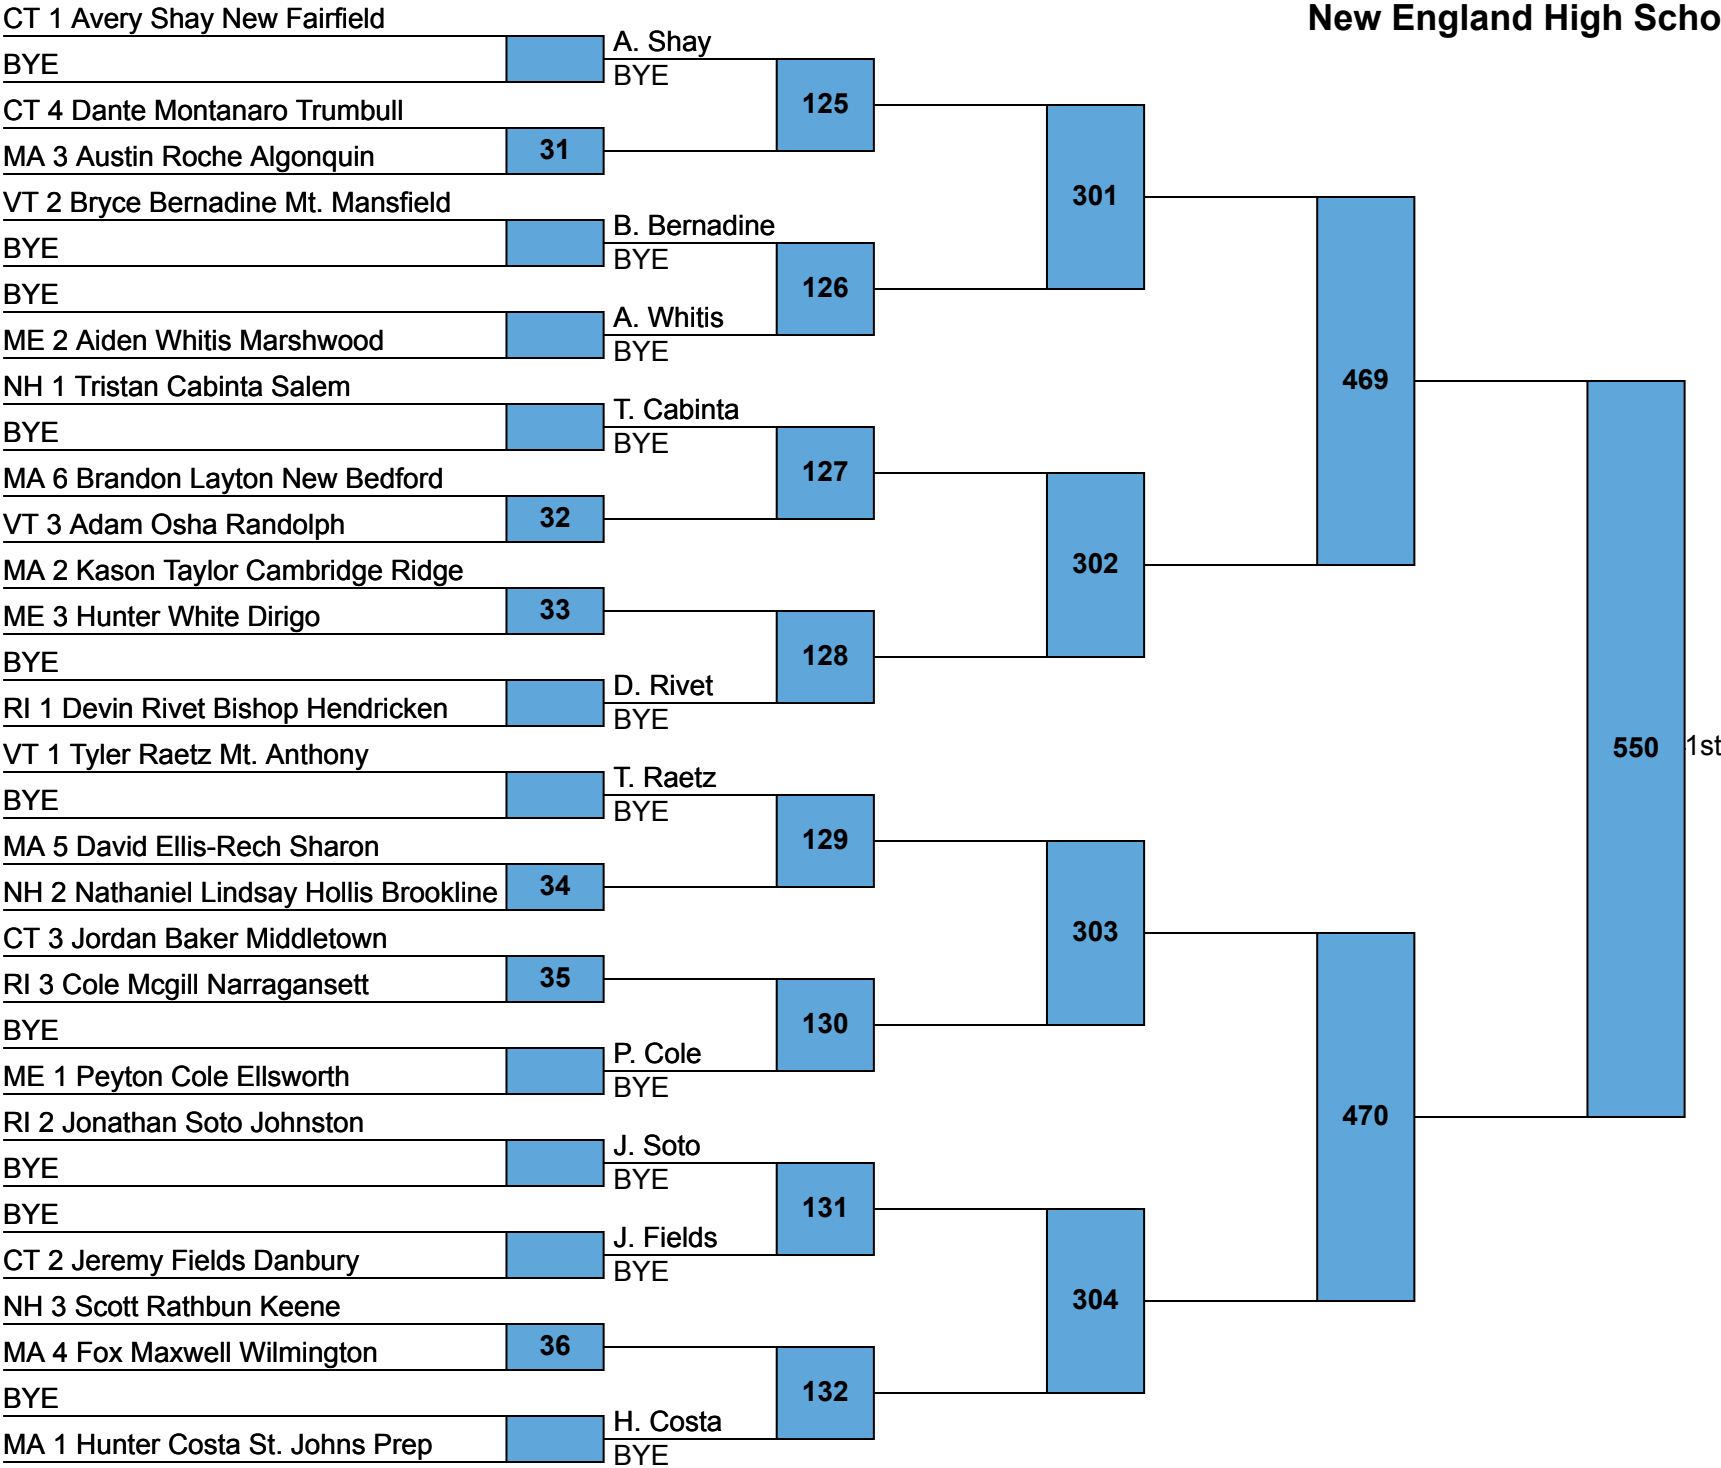 New England High Scho
CT 1 Avery Shay New Fairfield
BYE
CT 4 Dante Montanaro Trumbull
MA 3 Austin Roche Algonquin
VT 2 Bryce Bernadine Mt. Mansfield
BYE
BYE
ME 2 Aiden Whitis Marshwood
NH 1 Tristan Cabinta Salem
BYE
MA 6 Brandon Layton New Bedford
VT 3 Adam Osha Randolph
MA 2 Kason Taylor Cambridge Ridge
ME 3 Hunter White Dirigo
BYE
RI 1 Devin Rivet Bishop Hendricken
VT 1 Tyler Raetz Mt. Anthony
BYE
MA 5 David Ellis-Rech Sharon
NH 2 Nathaniel Lindsay Hollis Brookline
CT 3 Jordan Baker Middletown
RI 3 Cole Mcgill Narragansett
BYE
ME 1 Peyton Cole Ellsworth
RI 2 Jonathan Soto Johnston
BYE
BYE
CT 2 Jeremy Fields Danbury
NH 3 Scott Rathbun Keene
MA 4 Fox Maxwell Wilmington
BYE
MA 1 Hunter Costa St. Johns Prep
31
32
33
34
35
36
A. Shay
BYE
B. Bernadine
BYE
A. Whitis
BYE
T. Cabinta
BYE
D. Rivet
BYE
T. Raetz
BYE
P. Cole
BYE
J. Soto
BYE
J. Fields
BYE
H. Costa
BYE
125
126
127
128
129
130
131
132
301
302
303
304
469
470
550
1st